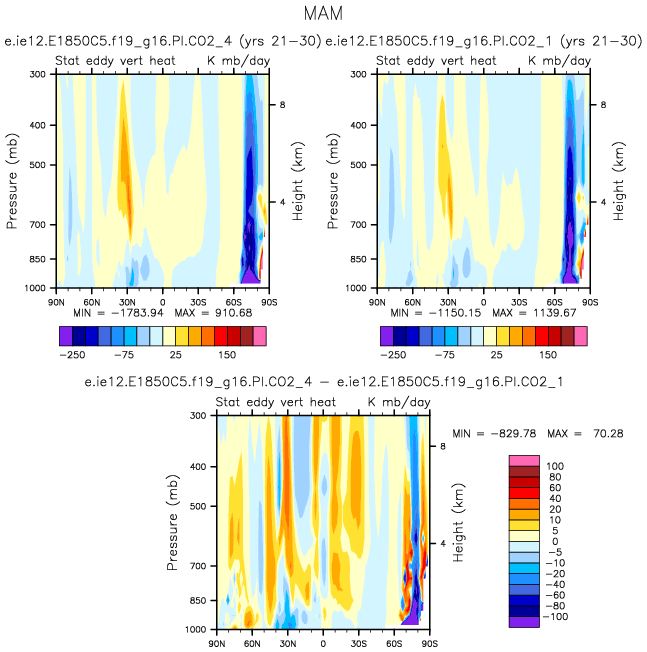 MAM
e.ie12.E1850C5.f19_g16.PI.CO2_4 (yrs 21-30) e.ie12.E1850C5.f19_g16.PI.CO2_1 (yrs 21-30)
Stat eddy vert heat K mb/day
Stat eddy vert heat K mb/day
Pressure (mb)
300
400
500
700
850
1000
8
4
Height (km)
90N 60N 30N 0 30S 60S 90S
MIN = -1783.94 MAX = 910.68
-250 -75 25 150
Pressure (mb)
300
400
500
700
850
1000
8
4
Height (km)
90N 60N 30N 0 30S 60S 90S
MIN = -1150.15 MAX = 1139.67
-250 -75 25 150
e.ie12.E1850C5.f19_g16.PI.CO2_4 - e.ie12.E1850C5.f19_g16.PI.CO2_1
Stat eddy vert heat K mb/day
Pressure (mb)
300
400
500
700
850
1000
8
4
Height (km)
90N 60N 30N 0 30S 60S 90S
MIN = -829.78 MAX = 70.28
100
80
60
40
20
10
5
0
-5
-10
-20
-40
-60
-80
-100